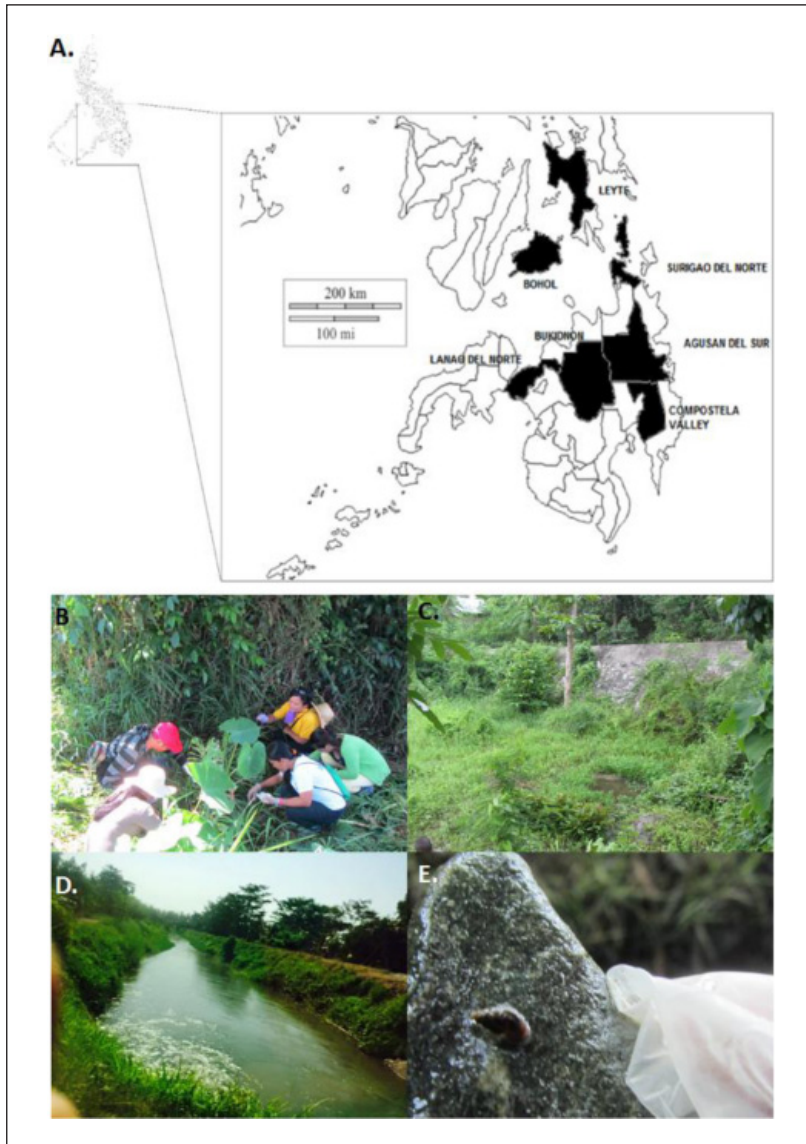 A.
LEYTE
SURIGAO DEL NORTE
BOHOL
200 km
100 mi
BUKIDNON
AGUSAN DEL SUR
LANAO DEL NORTE
COMPOSTELA
VALLEY
B
C.
D.
E.